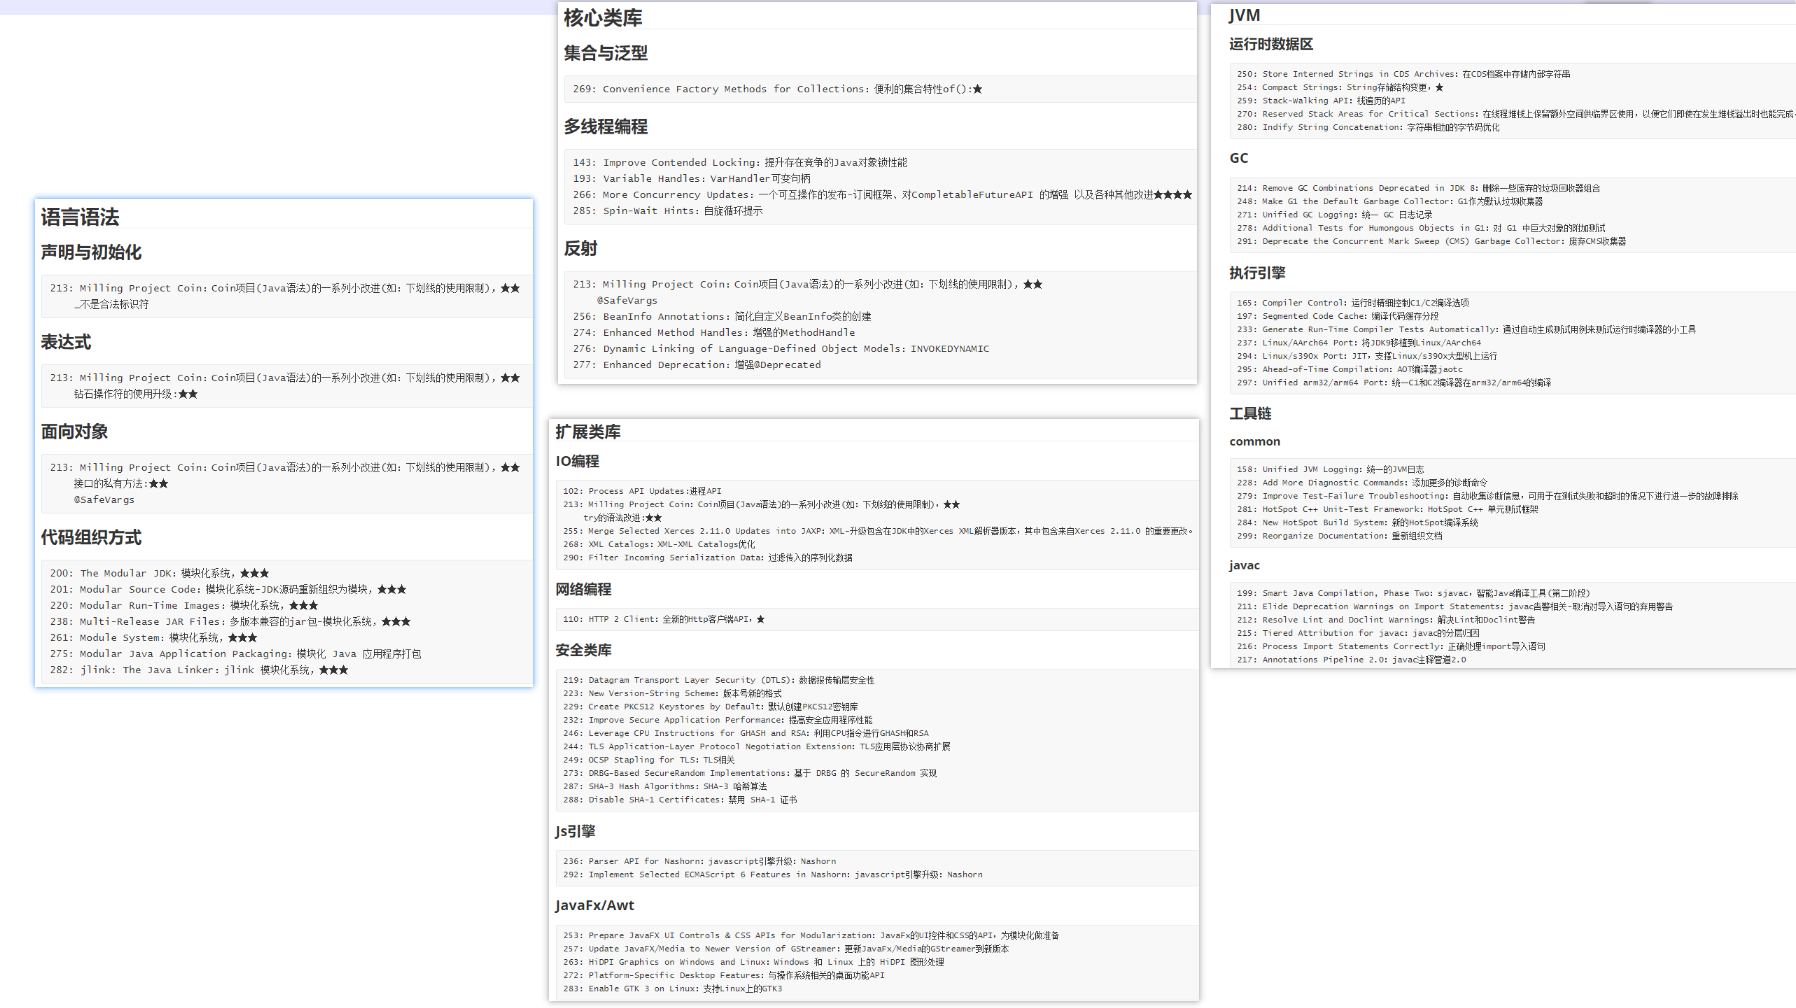 语言语法
声明与初始化
213: Milling Project Coin：Coin项目(Java语法)的一系列小改进(如：下划线的使用限制)，★★
_不是合法标识符
表达式
213: Milling Project Coin：Coin项目(Java语法)的一系列小改进(如：下划线的使用限制)，★★
钻石操作符的使用升级:★★
面向对象
213: Milling Project Coin：Coin项目(Java语法)的一系列小改进(如：下划线的使用限制)，★★
接口的私有方法:★★
@SafeVargs
代码组织方式
200: The Modular JDK：模块化系统，★★★
201: Modular Source Code：模块化系统-JDK源码重新组织为模块，★★★
220: Modular Run-Time Images：模块化系统，★★★
238: Multi-Release JAR Files：多版本兼容的jar包-模块化系统，★★★
261: Module System：模块化系统，★★★
275: Modular Java Application Packaging：模块化 Java 应用程序打包
282: jlink: The Java Linker：jlink 模块化系统，★★★
核心类库
集合与泛型
269: Convenience Factory Methods for Collections：便利的集合特性of():★
多线程编程
143: Improve Contended Locking：提升存在竞争的Java对象锁性能
193: Variable Handles：VarHandler可变句柄
266: More Concurrency Updates：一个可互操作的发布-订阅框架、对CompletableFutureAPI 的增强 以及各种其他改进★★★★
285: Spin-Wait Hints：自旋循环提示
反射
213: Milling Project Coin：Coin项目(Java语法)的一系列小改进(如：下划线的使用限制)，★★
@SafeVargs
256: BeanInfo Annotations：简化自定义BeanInfo类的创建
274: Enhanced Method Handles：增强的MethodHandle
276: Dynamic Linking of Language-Defined Object Models：INVOKEDYNAMIC
277: Enhanced Deprecation：增强@Deprecated
扩展类库
IO编程
102: Process API Updates:进程API
213: Milling Project Coin：Coin项目(Java语法)的一系列小改进(如：下划线的使用限制)，★★
try的语法改进:★★
255: Merge Selected Xerces 2.11.0 Updates into JAXP：XML-升级包含在JDK中的Xerces XML解析器版本，其中包含来自Xerces 2.11.0 的重要更改。
268: XML Catalogs：XML-XML Catalogs优化
290: Filter Incoming Serialization Data：过滤传入的序列化数据
网络编程
110: HTTP 2 Client：全新的Http客户端API，★
安全类库
219: Datagram Transport Layer Security (DTLS)：数据报传输层安全性
223: New Version-String Scheme：版本号新的格式
229: Create PKCS12 Keystores by Default：默认创建PKCS12密钥库
232: Improve Secure Application Performance：提高安全应用程序性能
246: Leverage CPU Instructions for GHASH and RSA：利用CPU指令进行GHASH和RSA
244: TLS Application-Layer Protocol Negotiation Extension：TLS应用层协议协商扩展
249: OCSP Stapling for TLS：TLS相关
273: DRBG-Based SecureRandom Implementations：基于 DRBG 的 SecureRandom 实现
287: SHA-3 Hash Algorithms：SHA-3 哈希算法
288: Disable SHA-1 Certificates：禁用 SHA-1 证书
Js引擎
236: Parser API for Nashorn：javascript引擎升级：Nashorn
292: Implement Selected ECMAScript 6 Features in Nashorn：javascript引擎升级：Nashorn
JavaFx/Awt
253: Prepare JavaFX UI Controls & CSS APIs for Modularization：JavaFx的UI控件和CSS的API，为模块化做准备
257: Update JavaFX/Media to Newer Version of GStreamer：更新JavaFx/Media的GStreamer到新版本
263: HiDPI Graphics on Windows and Linux：Windows 和 Linux 上的 HiDPI 图形处理
272: Platform-Specific Desktop Features：与操作系统相关的桌面功能API
283: Enable GTK 3 on Linux：支持Linux上的GTK3
JVM
运行时数据区
250: Store Interned Strings in CDS Archives：在CDS档案中存储内部字符串
254: Compact Strings：String存储结构变更，★
259: Stack-Walking API：栈遍历的API
270: Reserved Stack Areas for Critical Sections：在线程堆栈上保留额外空间供临界区使用，以便它们即使在发生堆栈溢出时也能完成
280: Indify String Concatenation：字符串相加的字节码优化
GC
214: Remove GC Combinations Deprecated in JDK 8：删除一些废弃的垃圾回收器组合
248: Make G1 the Default Garbage Collector：G1作为默认垃圾收集器
271: Unified GC Logging：统一 GC 日志记录
278: Additional Tests for Humongous Objects in G1：对 G1 中巨大对象的附加测试
291: Deprecate the Concurrent Mark Sweep (CMS) Garbage Collector：废弃CMS收集器
执行引擎
165: Compiler Control：运行时精细控制C1/C2编译选项
197: Segmented Code Cache：编译代码缓存分段
233: Generate Run-Time Compiler Tests Automatically：通过自动生成测试用例来测试运行时编译器的小工具
237: Linux/AArch64 Port：将JDK9移植到Linux/AArch64
294: Linux/s390x Port：JIT，支撑Linux/s390x大型机上运行
295: Ahead-of-Time Compilation：AOT编译器jaotc
297: Unified arm32/arm64 Port：统一C1和C2编译器在arm32/arm64的编译
工具链
common
158: Unified JVM Logging：统一的JVM日志
228: Add More Diagnostic Commands：添加更多的诊断命令
279: Improve Test-Failure Troubleshooting：自动收集诊断信息，可用于在测试失败和超时的情况下进行进一步的故障排除
281: HotSpot C++ Unit-Test Framework：HotSpot C++ 单元测试框架
284: New HotSpot Build System：新的HotSpot编译系统
299: Reorganize Documentation：重新组织文档
javac
199: Smart Java Compilation, Phase Two：sjavac，智能Java编译工具(第二阶段)
211: Elide Deprecation Warnings on Import Statements：javac告警相关-取消对导入语句的弃用警告
212: Resolve Lint and Doclint Warnings：解决Lint和Doclint警告
215: Tiered Attribution for javac：javac的分层归因
216: Process Import Statements Correctly：正确处理import导入语句
217: Annotations Pipeline 2.0：javac注释管道2.0